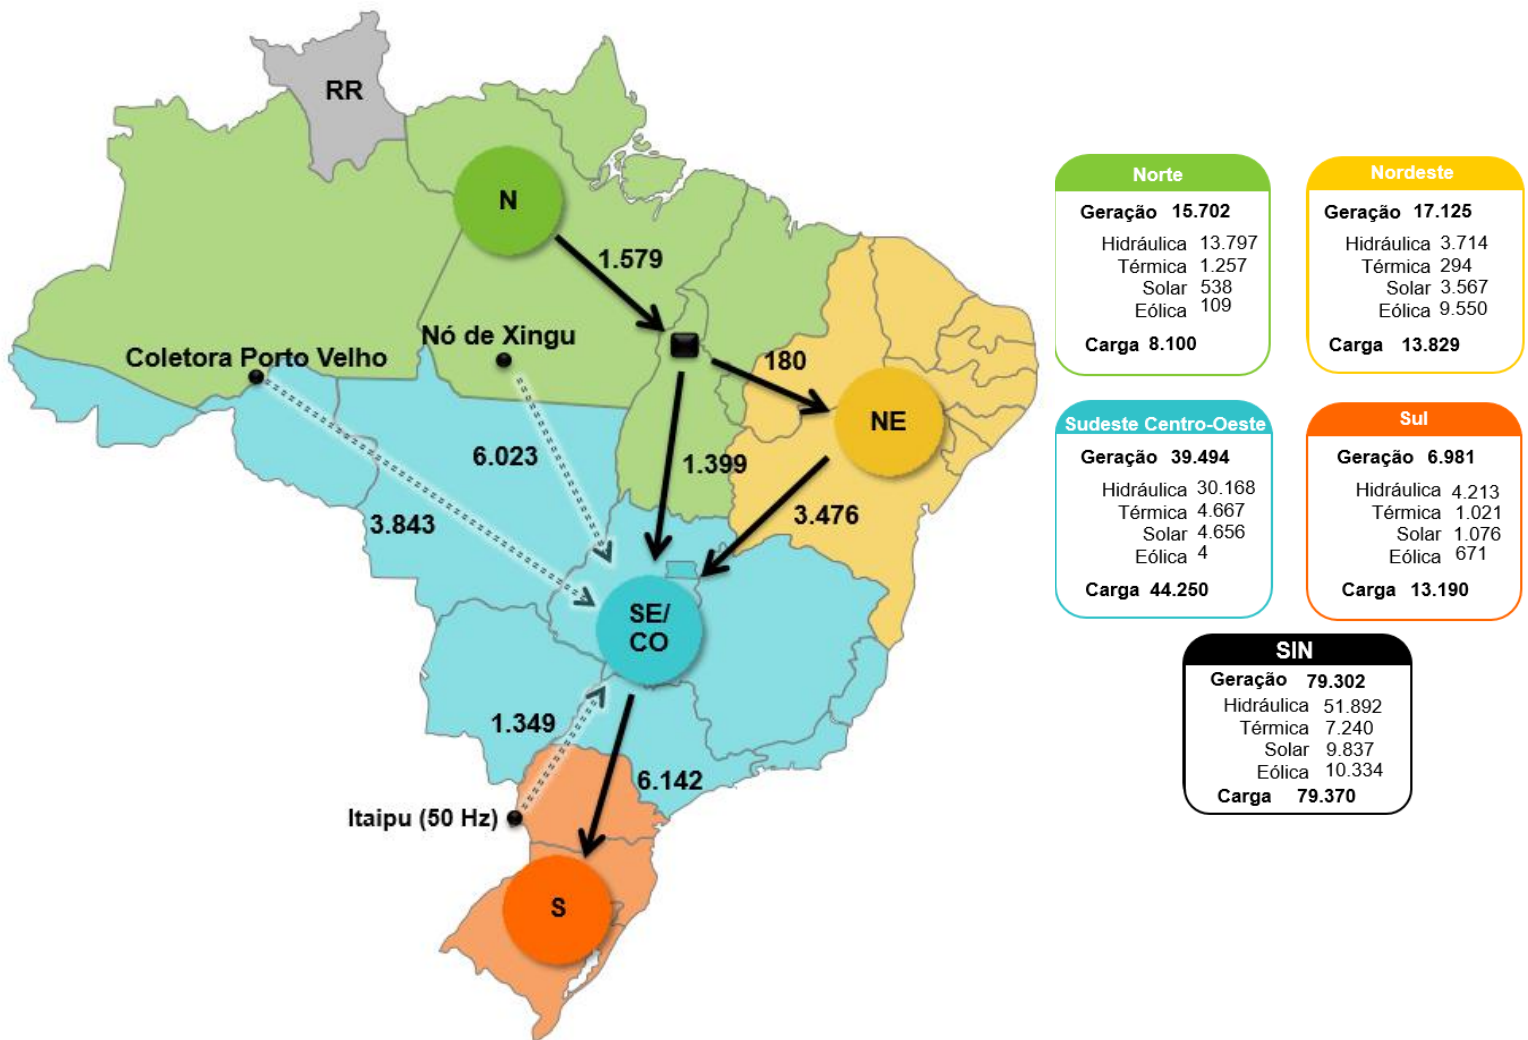 RR
N
1.579
Nó de Xingu
Coletora Porto Velho
180
NE
6.023
1.399
3.476
3.843
SE/
CO
1.349
6.142
Itaipu (50 Hz)
S
Norte
Geração 15.702
Hidráulica 13.797
Térmica 1.257
Solar 538
Eólica 109
Carga 8.100
Nordeste
Geração 17.125
Hidráulica 3.714
Térmica 294
Solar 3.567
Eólica 9.550
Carga 13.829
Sudeste Centro-Oeste
Geração 39.494
Hidráulica 30.168
Térmica 4.667
Solar 4.656
Eólica 4
Carga 44.250
Sul
Geração 6.981
Hidráulica 4.213
Térmica 1.021
Solar 1.076
Eólica 671
Carga 13.190
SIN
Geração 79.302
Hidráulica 51.892
Térmica 7.240
Solar 9.837
Eólica 10.334
Carga 79.370